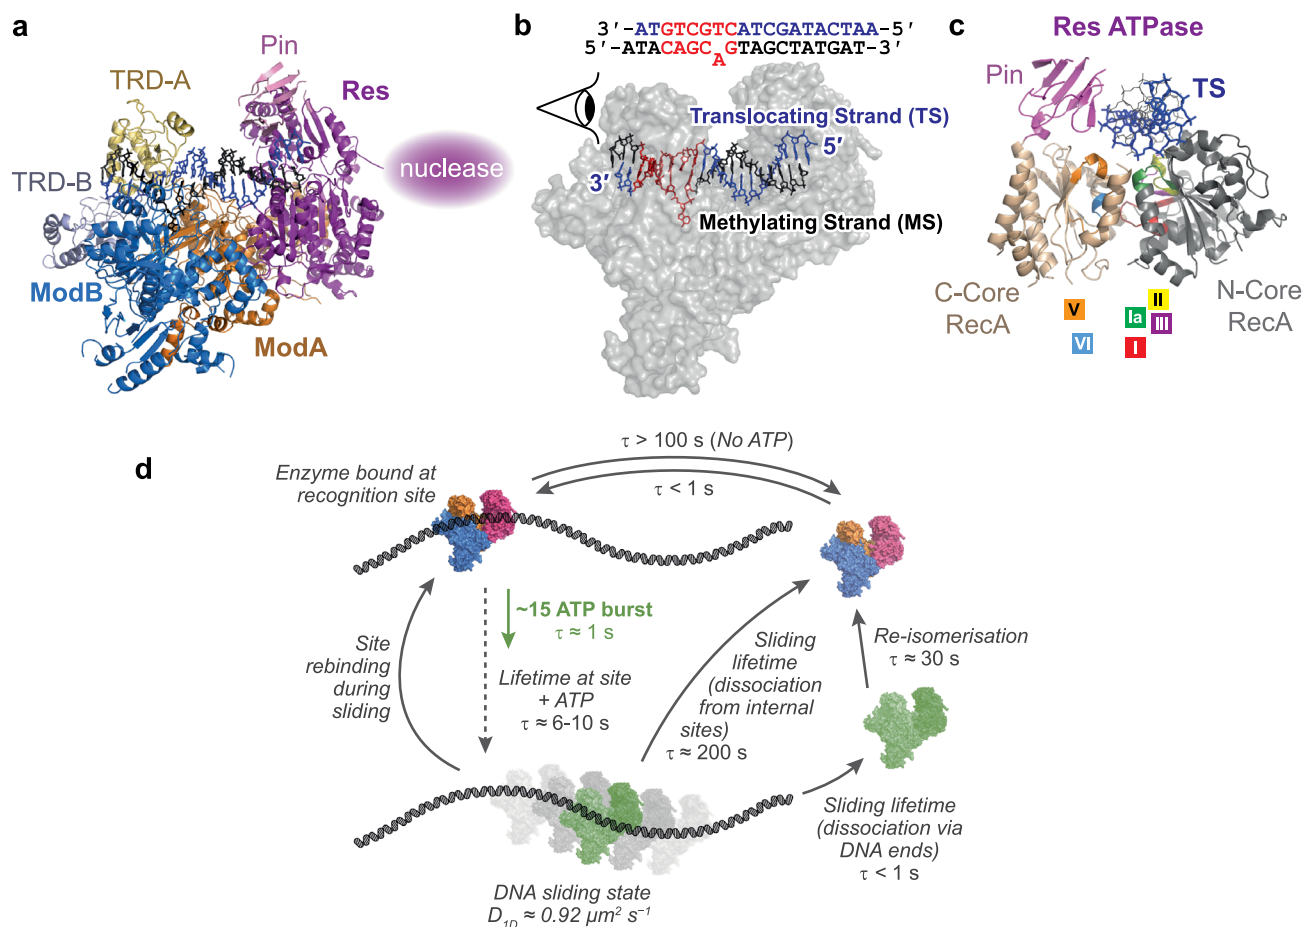 a
Pin
TRD-A
Res
nuclease
TRD-B
ModB
ModA
b
3′-ATGTCGTCATCGATACTAA-5′
5′-ATACAGC GTAGCTATGAT-3′
A
Translocating Strand (TS)
5′
3′
Methylating Strand (MS)
c
Res ATPase
Pin
TS
C-Core
RecA
N-Core
RecA
V
VI
Ia
I
II
III
d
τ > 100 s (No ATP)
τ < 1 s
Enzyme bound at
recognition site
~15 ATP burst
τ ≈ 1 s
Lifetime at site
+ ATP
τ ≈ 6-10 s
Site
rebinding
during
sliding
Sliding
lifetime
(dissociation
from internal
sites)
τ ≈ 200 s
Re-isomerisation
τ ≈ 30 s
Sliding lifetime
(dissociation via
DNA ends)
τ < 1 s
DNA sliding state
D1D ≈ 0.92 µm² s⁻¹